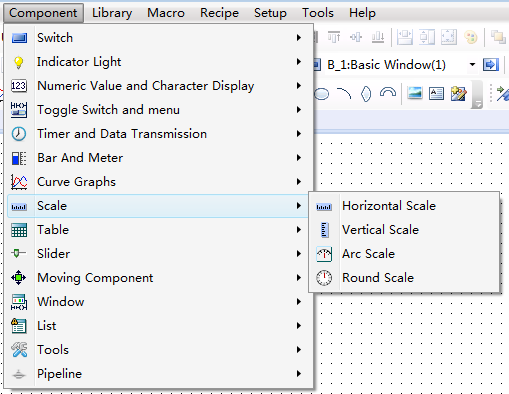 Component Library Macro Recipe Setup Tools Help
Switch
B_1:Basic Window(1)
Indicator Light
123 Numeric Value and Character Display
Toggle Switch and menu
Timer and Data Transmission
Bar And Meter
Curve Graphs
Scale
Horizontal Scale
Table
Vertical Scale
Slider
Arc Scale
Moving Component
Round Scale
Window
List
Tools
Pipeline